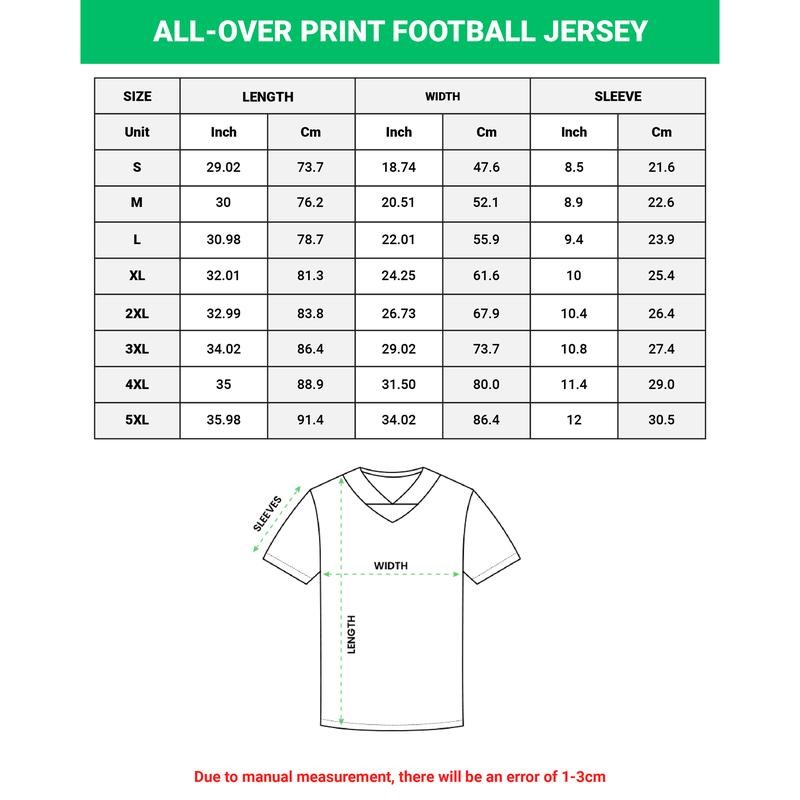 ALL-OVER PRINT FOOTBALL JERSEY
SIZE LENGTH WIDTH SLEEVE
Unit Inch Cm Inch Cm Inch Cm
S 29.02 73.7 18.74 47.6 8.5 21.6
M 30 76.2 20.51 52.1 8.9 22.6
L 30.98 78.7 22.01 55.9 9.4 23.9
XL 32.01 81.3 24.25 61.6 10 25.4
2XL 32.99 83.8 26.73 67.9 10.4 26.4
3XL 34.02 86.4 29.02 73.7 10.8 27.4
4XL 35 88.9 31.50 80.0 11.4 29.0
5XL 35.98 91.4 34.02 86.4 12 30.5
SLEEVES
WIDTH
LENGTH
Due to manual measurement, there will be an error of 1-3cm